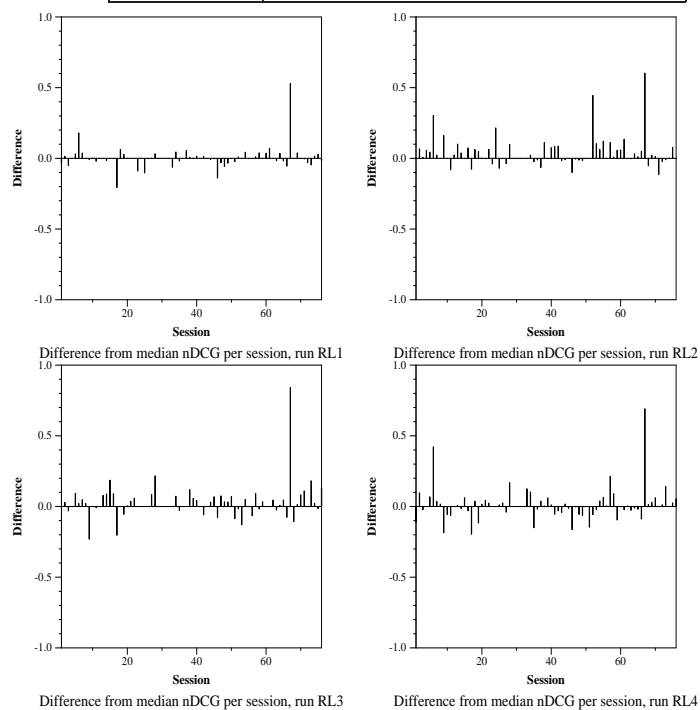 1.0
0.5
0.0
-0.5
-1.0
Difference
20 40 60
Session
Difference from median nDCG per session, run RL1
1.0
0.5
0.0
-0.5
-1.0
Difference
20 40 60
Session
Difference from median nDCG per session, run RL2
1.0
0.5
0.0
-0.5
-1.0
Difference
20 40 60
Session
Difference from median nDCG per session, run RL3
1.0
0.5
0.0
-0.5
-1.0
Difference
20 40 60
Session
Difference from median nDCG per session, run RL4